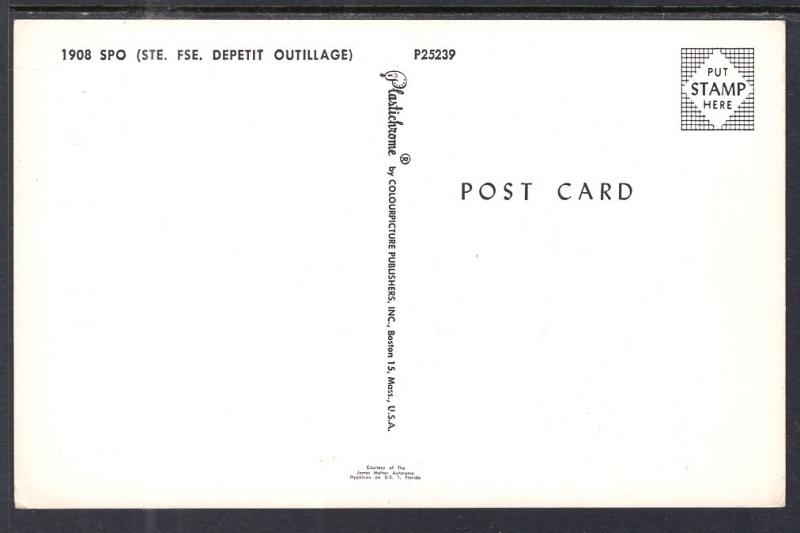 1908 SPO (STE. FSE. DEPETIT OUTILLAGE)
P25239
PUT
STAMP
HERE
Plastichrome® by COLOURPICTURE PUBLISHERS, INC., Boston 15, Mass., U.S.A.
POST CARD
Courtesy of The
James Melton Autorama
Hypoluxo on U.S. 1, Florida